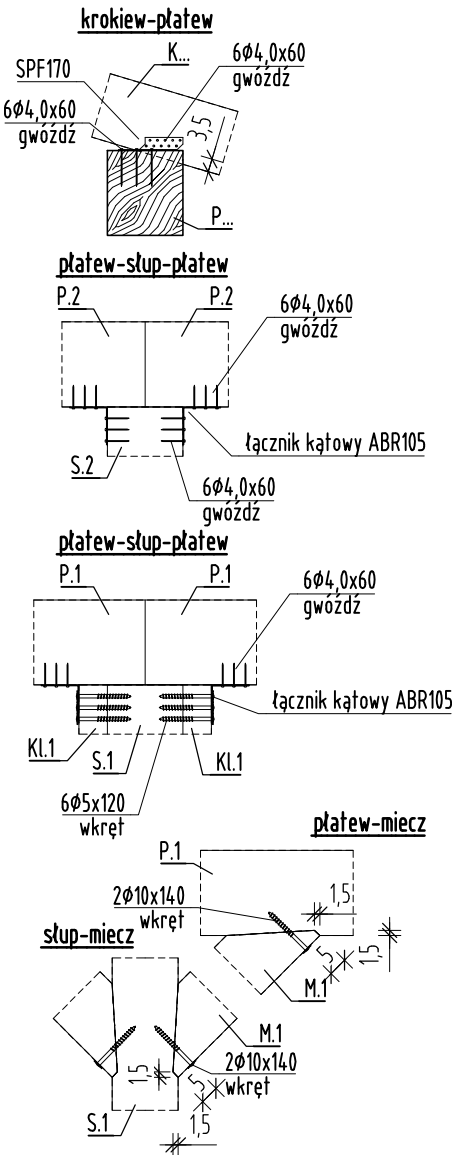 krokiew-płatew
K...
6Φ4,0x60
gwóźdź
SPF170
6Φ4,0x60
gwóźdź
3,5
P...
płatew-słup-płatew
P.2
P.2
6Φ4,0x60
gwóźdź
łącznik kątowy ABR105
S.2
6Φ4,0x60
gwóźdź
płatew-słup-płatew
P.1
P.1
6Φ4,0x60
gwóźdź
łącznik kątowy ABR105
Kl.1
S.1
Kl.1
6Φ5x120
wkręt
płatew-miecz
P.1
2Φ10x140
wkręt
1,5
5
1,5
M.1
słup-miecz
M.1
2Φ10x140
wkręt
1,5
5
S.1
1,5